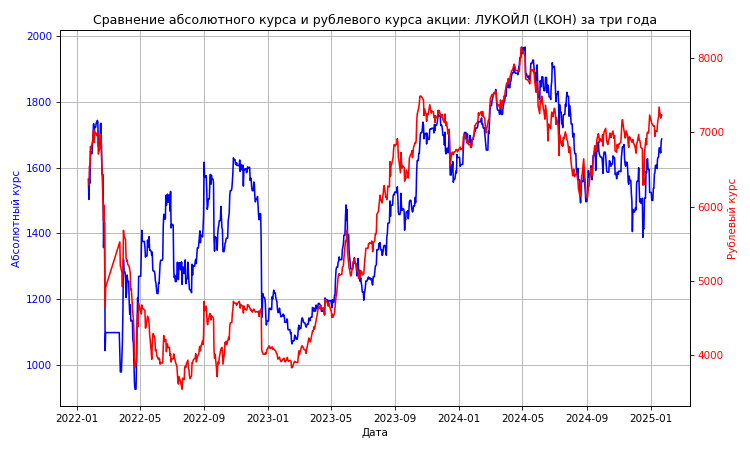 Сравнение абсолютного курса и рублевого курса акции: ЛУКОЙЛ (LKOH) за три года
2000
1800
1600
1400
1200
1000
Абсолютный курс
8000
7000
6000
5000
4000
Рублевый курс
2022-01 2022-05 2022-09 2023-01 2023-05 2023-09 2024-01 2024-05 2024-09 2025-01
Дата